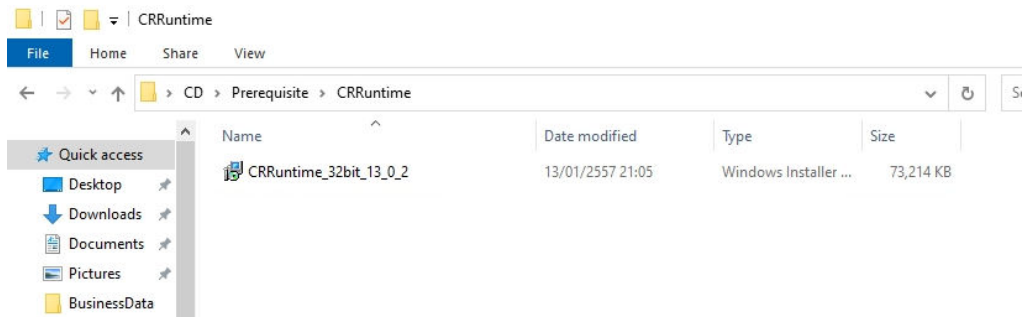 CRRuntime
File Home Share View
CD > Prerequisite > CRRuntime
Name Date modified Type Size
Quick access
CRRuntime_32bit_13_0_2 13/01/2557 21:05 Windows Installer ... 73,214 KB
Desktop
Downloads
Documents
Pictures
BusinessData